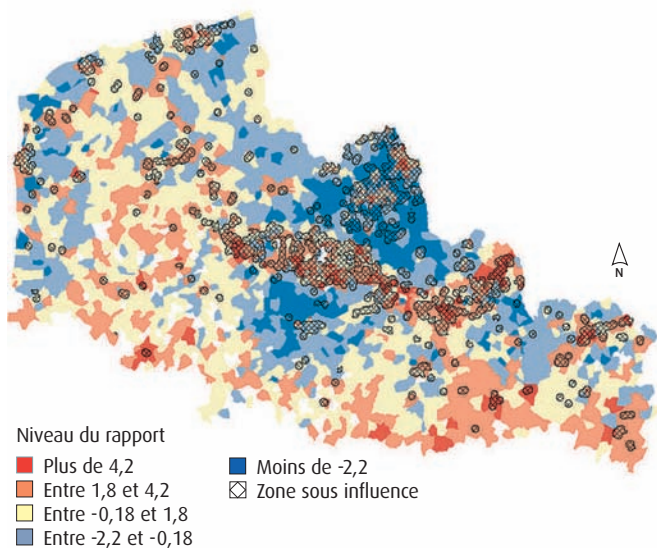 N
Niveau du rapport
Plus de 4,2
Entre 1,8 et 4,2
Entre -0,18 et 1,8
Entre -2,2 et -0,18
Moins de -2,2
Zone sous influence